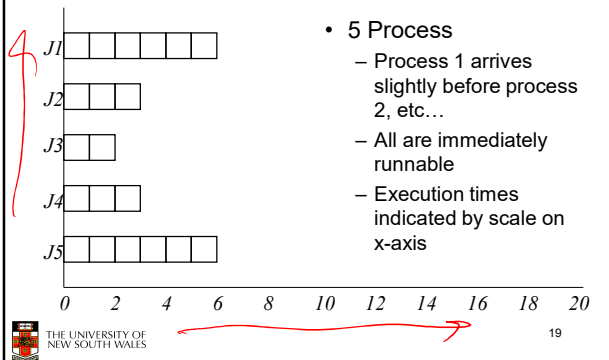 J1
J2
J3
J4
J5
0 2 4 6 8 10 12 14 16 18 20
• 5 Process
– Process 1 arrives
slightly before process
2, etc…
– All are immediately
runnable
– Execution times
indicated by scale on
x-axis
THE UNIVERSITY OF
NEW SOUTH WALES
19